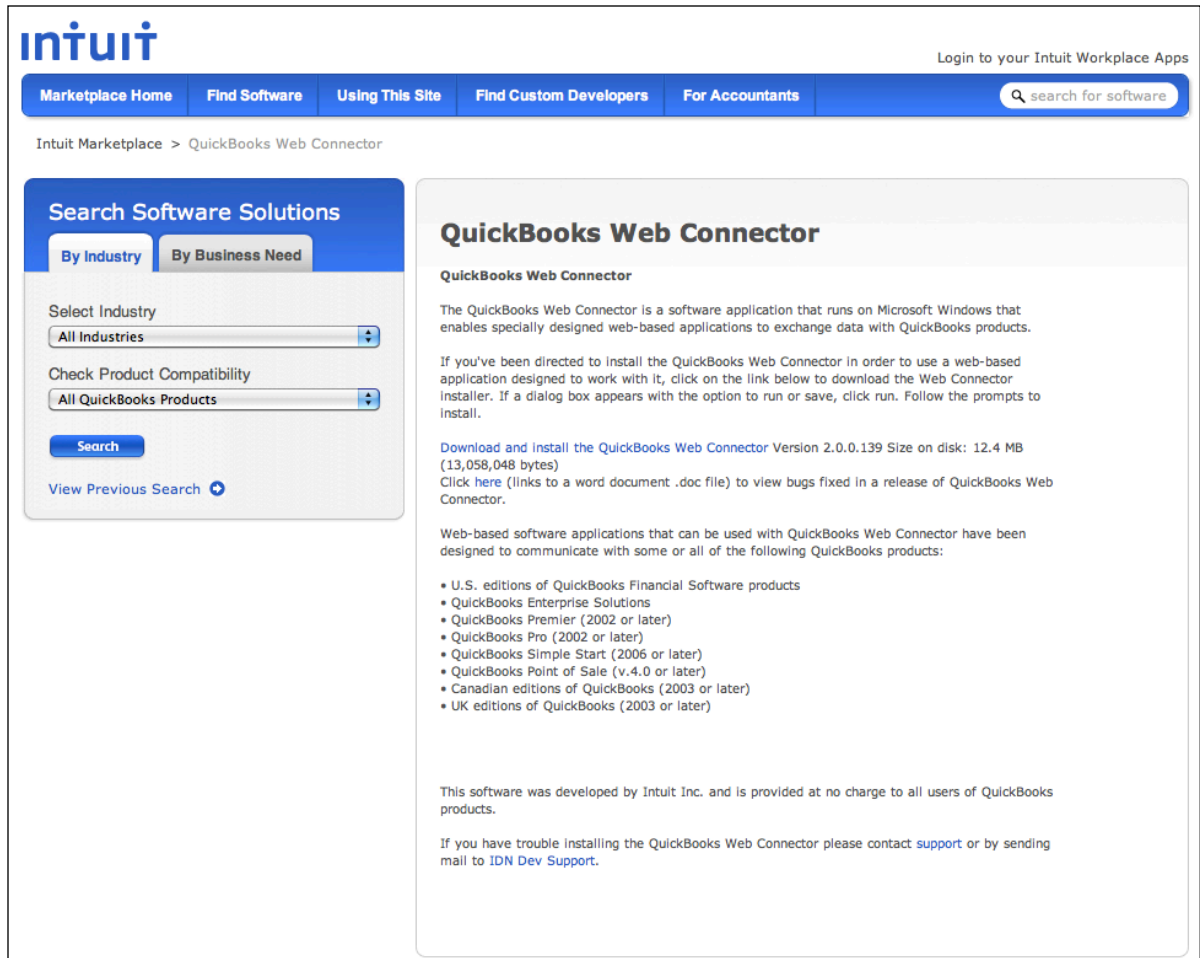 intuit
Login to your Intuit Workplace Apps
Marketplace Home Find Software Using This Site Find Custom Developers For Accountants search for software
Intuit Marketplace > QuickBooks Web Connector
Search Software Solutions
By Industry By Business Need
Select Industry
All Industries
Check Product Compatibility
All QuickBooks Products
Search
View Previous Search
QuickBooks Web Connector
QuickBooks Web Connector
The QuickBooks Web Connector is a software application that runs on Microsoft Windows that
enables specially designed web-based applications to exchange data with QuickBooks products.
If you've been directed to install the QuickBooks Web Connector in order to use a web-based
application designed to work with it, click on the link below to download the Web Connector
installer. If a dialog box appears with the option to run or save, click run. Follow the prompts to
install.
Download and install the QuickBooks Web Connector Version 2.0.0.139 Size on disk: 12.4 MB
(13,058,048 bytes)
Click here (links to a word document .doc file) to view bugs fixed in a release of QuickBooks Web
Connector.
Web-based software applications that can be used with QuickBooks Web Connector have been
designed to communicate with some or all of the following QuickBooks products:
• U.S. editions of QuickBooks Financial Software products
• QuickBooks Enterprise Solutions
• QuickBooks Premier (2002 or later)
• QuickBooks Pro (2002 or later)
• QuickBooks Simple Start (2006 or later)
• QuickBooks Point of Sale (v.4.0 or later)
• Canadian editions of QuickBooks (2003 or later)
• UK editions of QuickBooks (2003 or later)
This software was developed by Intuit Inc. and is provided at no charge to all users of QuickBooks
products.
If you have trouble installing the QuickBooks Web Connector please contact support or by sending
mail to IDN Dev Support.